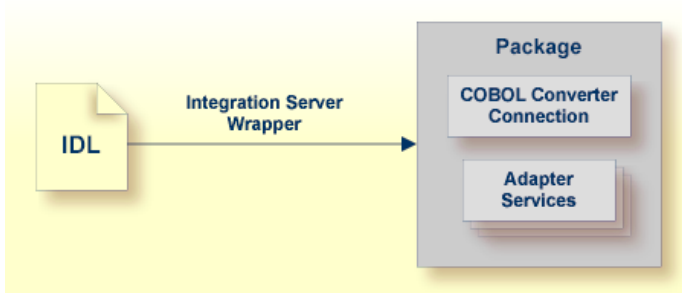 IDL
Integration Server
Wrapper
Package
COBOL Converter
Connection
Adapter
Services